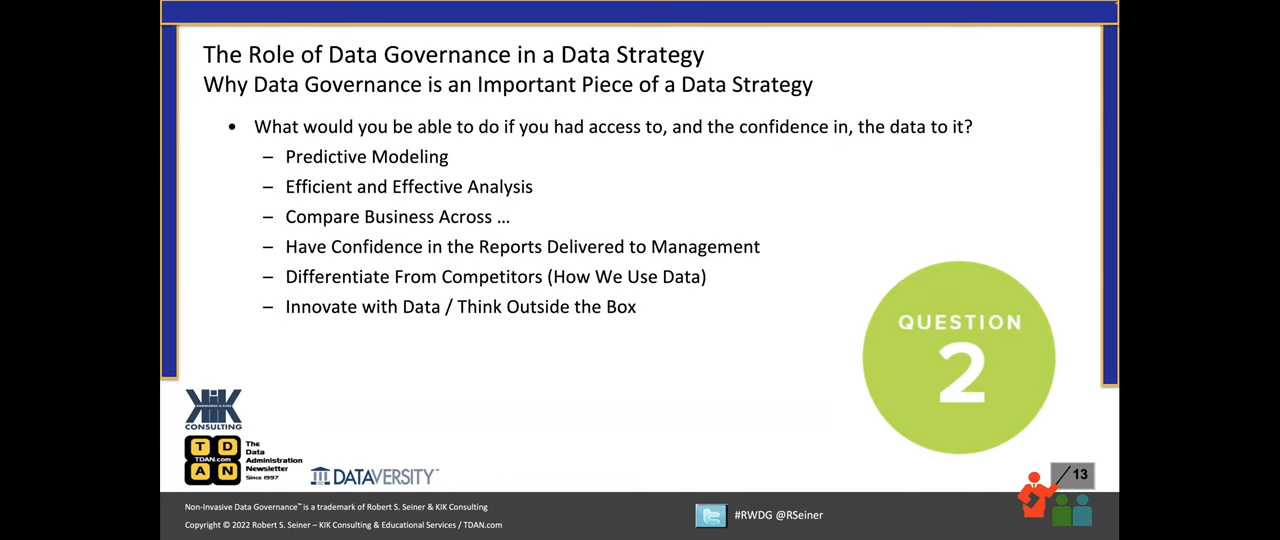 The Role of Data Governance in a Data Strategy
Why Data Governance is an Important Piece of a Data Strategy
• What would you be able to do if you had access to, and the confidence in, the data to it?
– Predictive Modeling
– Efficient and Effective Analysis
– Compare Business Across ...
– Have Confidence in the Reports Delivered to Management
– Differentiate From Competitors (How We Use Data)
– Innovate with Data / Think Outside the Box
QUESTION
2
KIK
CONSULTING
T D
TDAN.com
A N
The
Data
Administration
Newsletter
Since 1997
DATAVERSITY™
13
Non-Invasive Data Governance™ is a trademark of Robert S. Seiner & KIK Consulting
Copyright © 2022 Robert S. Seiner – KIK Consulting & Educational Services / TDAN.com
#RWDG @RSeiner